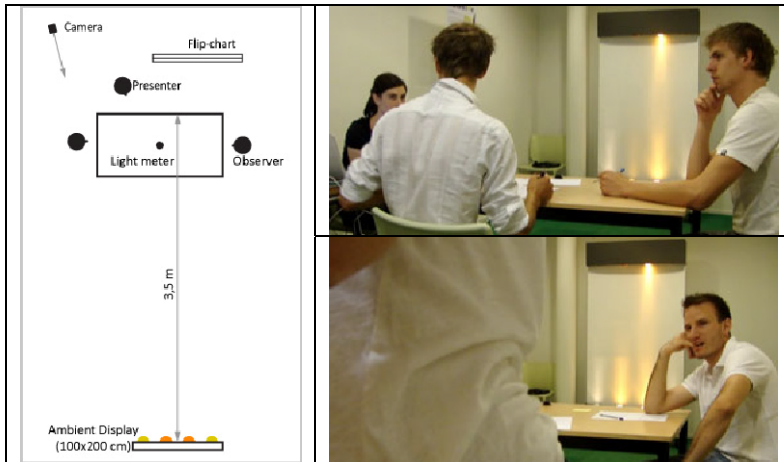 Camera
Flip-chart
Presenter
Light meter
Observer
3,5 m
Ambient Display
(100x200 cm)